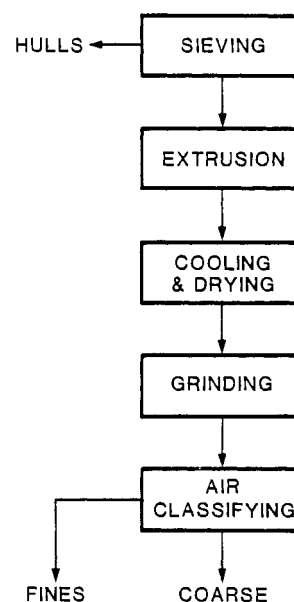 HULLS
SIEVING
EXTRUSION
COOLING
& DRYING
GRINDING
AIR
CLASSIFYING
FINES
COARSE